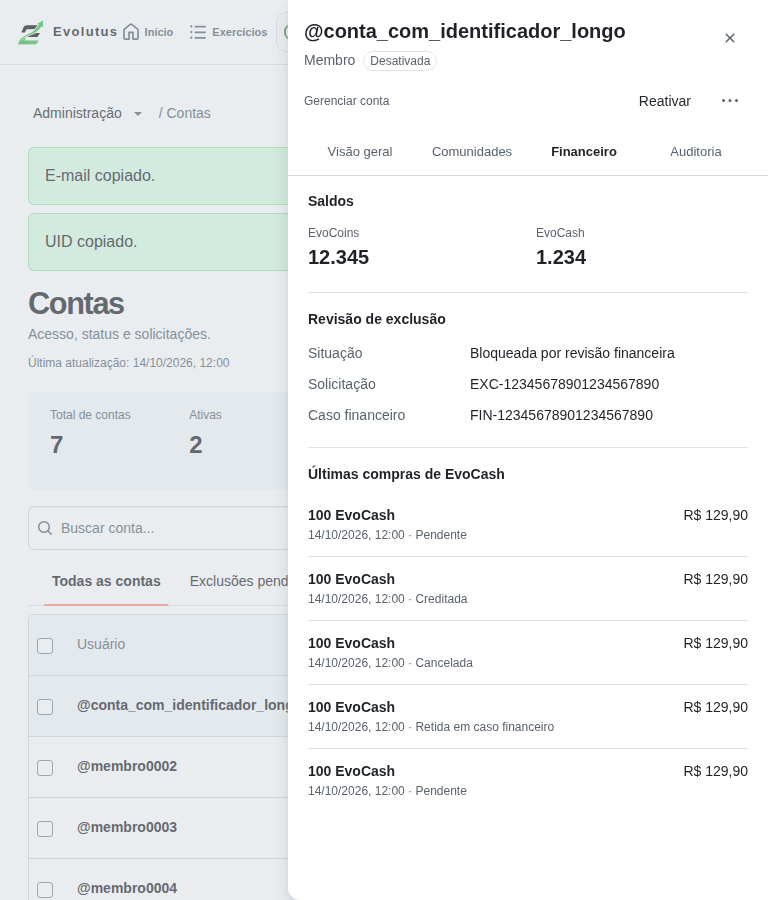 Evolutus
Início
Exercícios
Administração
/ Contas
E-mail copiado.
UID copiado.
Contas
Acesso, status e solicitações.
Última atualização: 14/10/2026, 12:00
Total de contas
Ativas
7
2
Buscar conta...
Todas as contas
Exclusões pend
Usuário
@conta_com_identificador_long
@membro0002
@membro0003
@membro0004
@conta_com_identificador_longo
Membro
Desativada
Gerenciar conta
Reativar
Visão geral
Comunidades
Financeiro
Auditoria
Saldos
EvoCoins
EvoCash
12.345
1.234
Revisão de exclusão
Situação
Bloqueada por revisão financeira
Solicitação
EXC-12345678901234567890
Caso financeiro
FIN-12345678901234567890
Últimas compras de EvoCash
100 EvoCash
R$ 129,90
14/10/2026, 12:00 · Pendente
100 EvoCash
R$ 129,90
14/10/2026, 12:00 · Creditada
100 EvoCash
R$ 129,90
14/10/2026, 12:00 · Cancelada
100 EvoCash
R$ 129,90
14/10/2026, 12:00 · Retida em caso financeiro
100 EvoCash
R$ 129,90
14/10/2026, 12:00 · Pendente